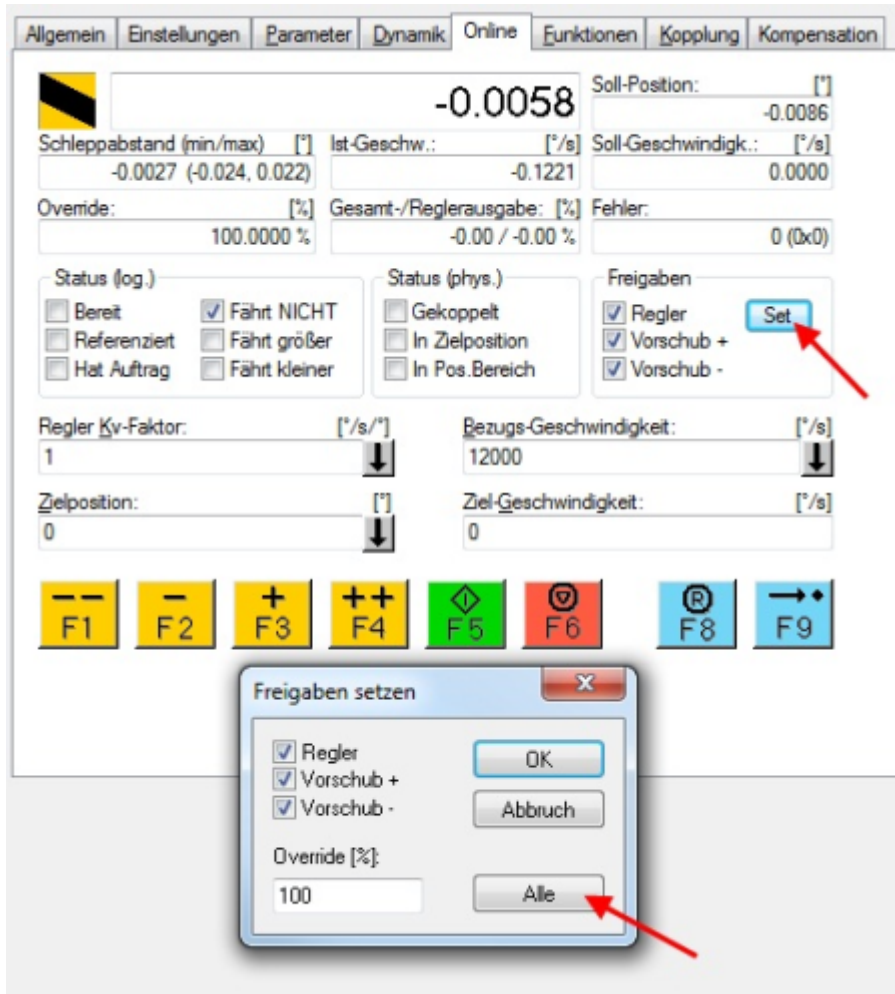 Allgemein Einstellungen Parameter Dynamik Online Funktionen Kopplung Kompensation
-0.0058
Soll-Position: [°]
-0.0086
Schleppabstand (min/max) [°] Ist-Geschw.: [°/s] Soll-Geschwindigk.: [°/s]
-0.0027 (-0.024, 0.022) -0.1221 0.0000
Override: [%] Gesamt-/Reglerausgabe: [%] Fehler:
100.0000 % -0.00 / -0.00 % 0 (0x0)
Status (log.) Status (phys.) Freigaben
Bereit Fährt NICHT Gekoppelt Regler Set
Referenziert Fährt größer In Zielposition Vorschub +
Hat Auftrag Fährt kleiner In Pos.Bereich Vorschub -
Regler Kv-Faktor: [°/s/°] Bezugs-Geschwindigkeit: [°/s]
1 12000
Zielposition: [°] Ziel-Geschwindigkeit: [°/s]
0 0
-- - + ++
F1 F2 F3 F4 F5 F6 F8 F9
R
Freigaben setzen
Regler OK
Vorschub +
Vorschub - Abbruch
Override [%]:
100 Alle